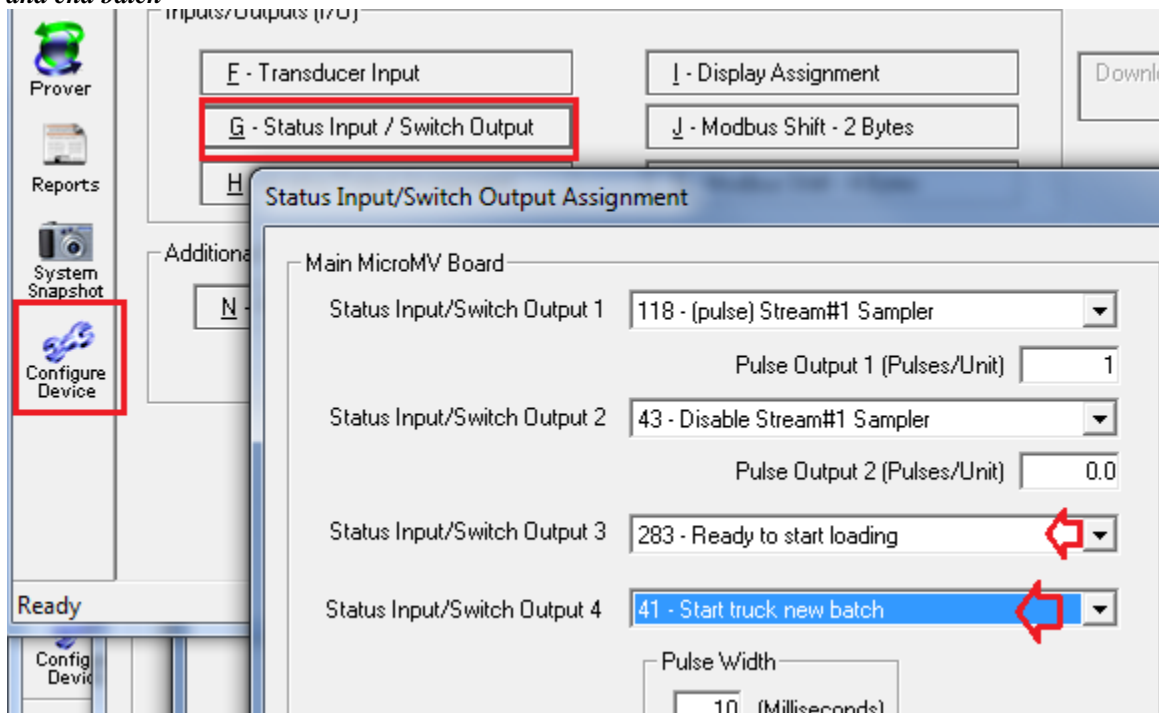 and end batch
Inputs/Outputs (I/O)
Prover
F - Transducer Input
I - Display Assignment
G - Status Input / Switch Output
J - Modbus Shift - 2 Bytes
Reports
H
Status Input/Switch Output Assignment
System
Snapshot
Additiona
N -
Main MicroMV Board
Status Input/Switch Output 1
118 - (pulse) Stream#1 Sampler
Pulse Output 1 (Pulses/Unit)
1
Configure
Device
Status Input/Switch Output 2
43 - Disable Stream#1 Sampler
Pulse Output 2 (Pulses/Unit)
0.0
Status Input/Switch Output 3
283 - Ready to start loading
Ready
Status Input/Switch Output 4
41 - Start truck new batch
Config
Devic
Pulse Width
10 (Milliseconds)